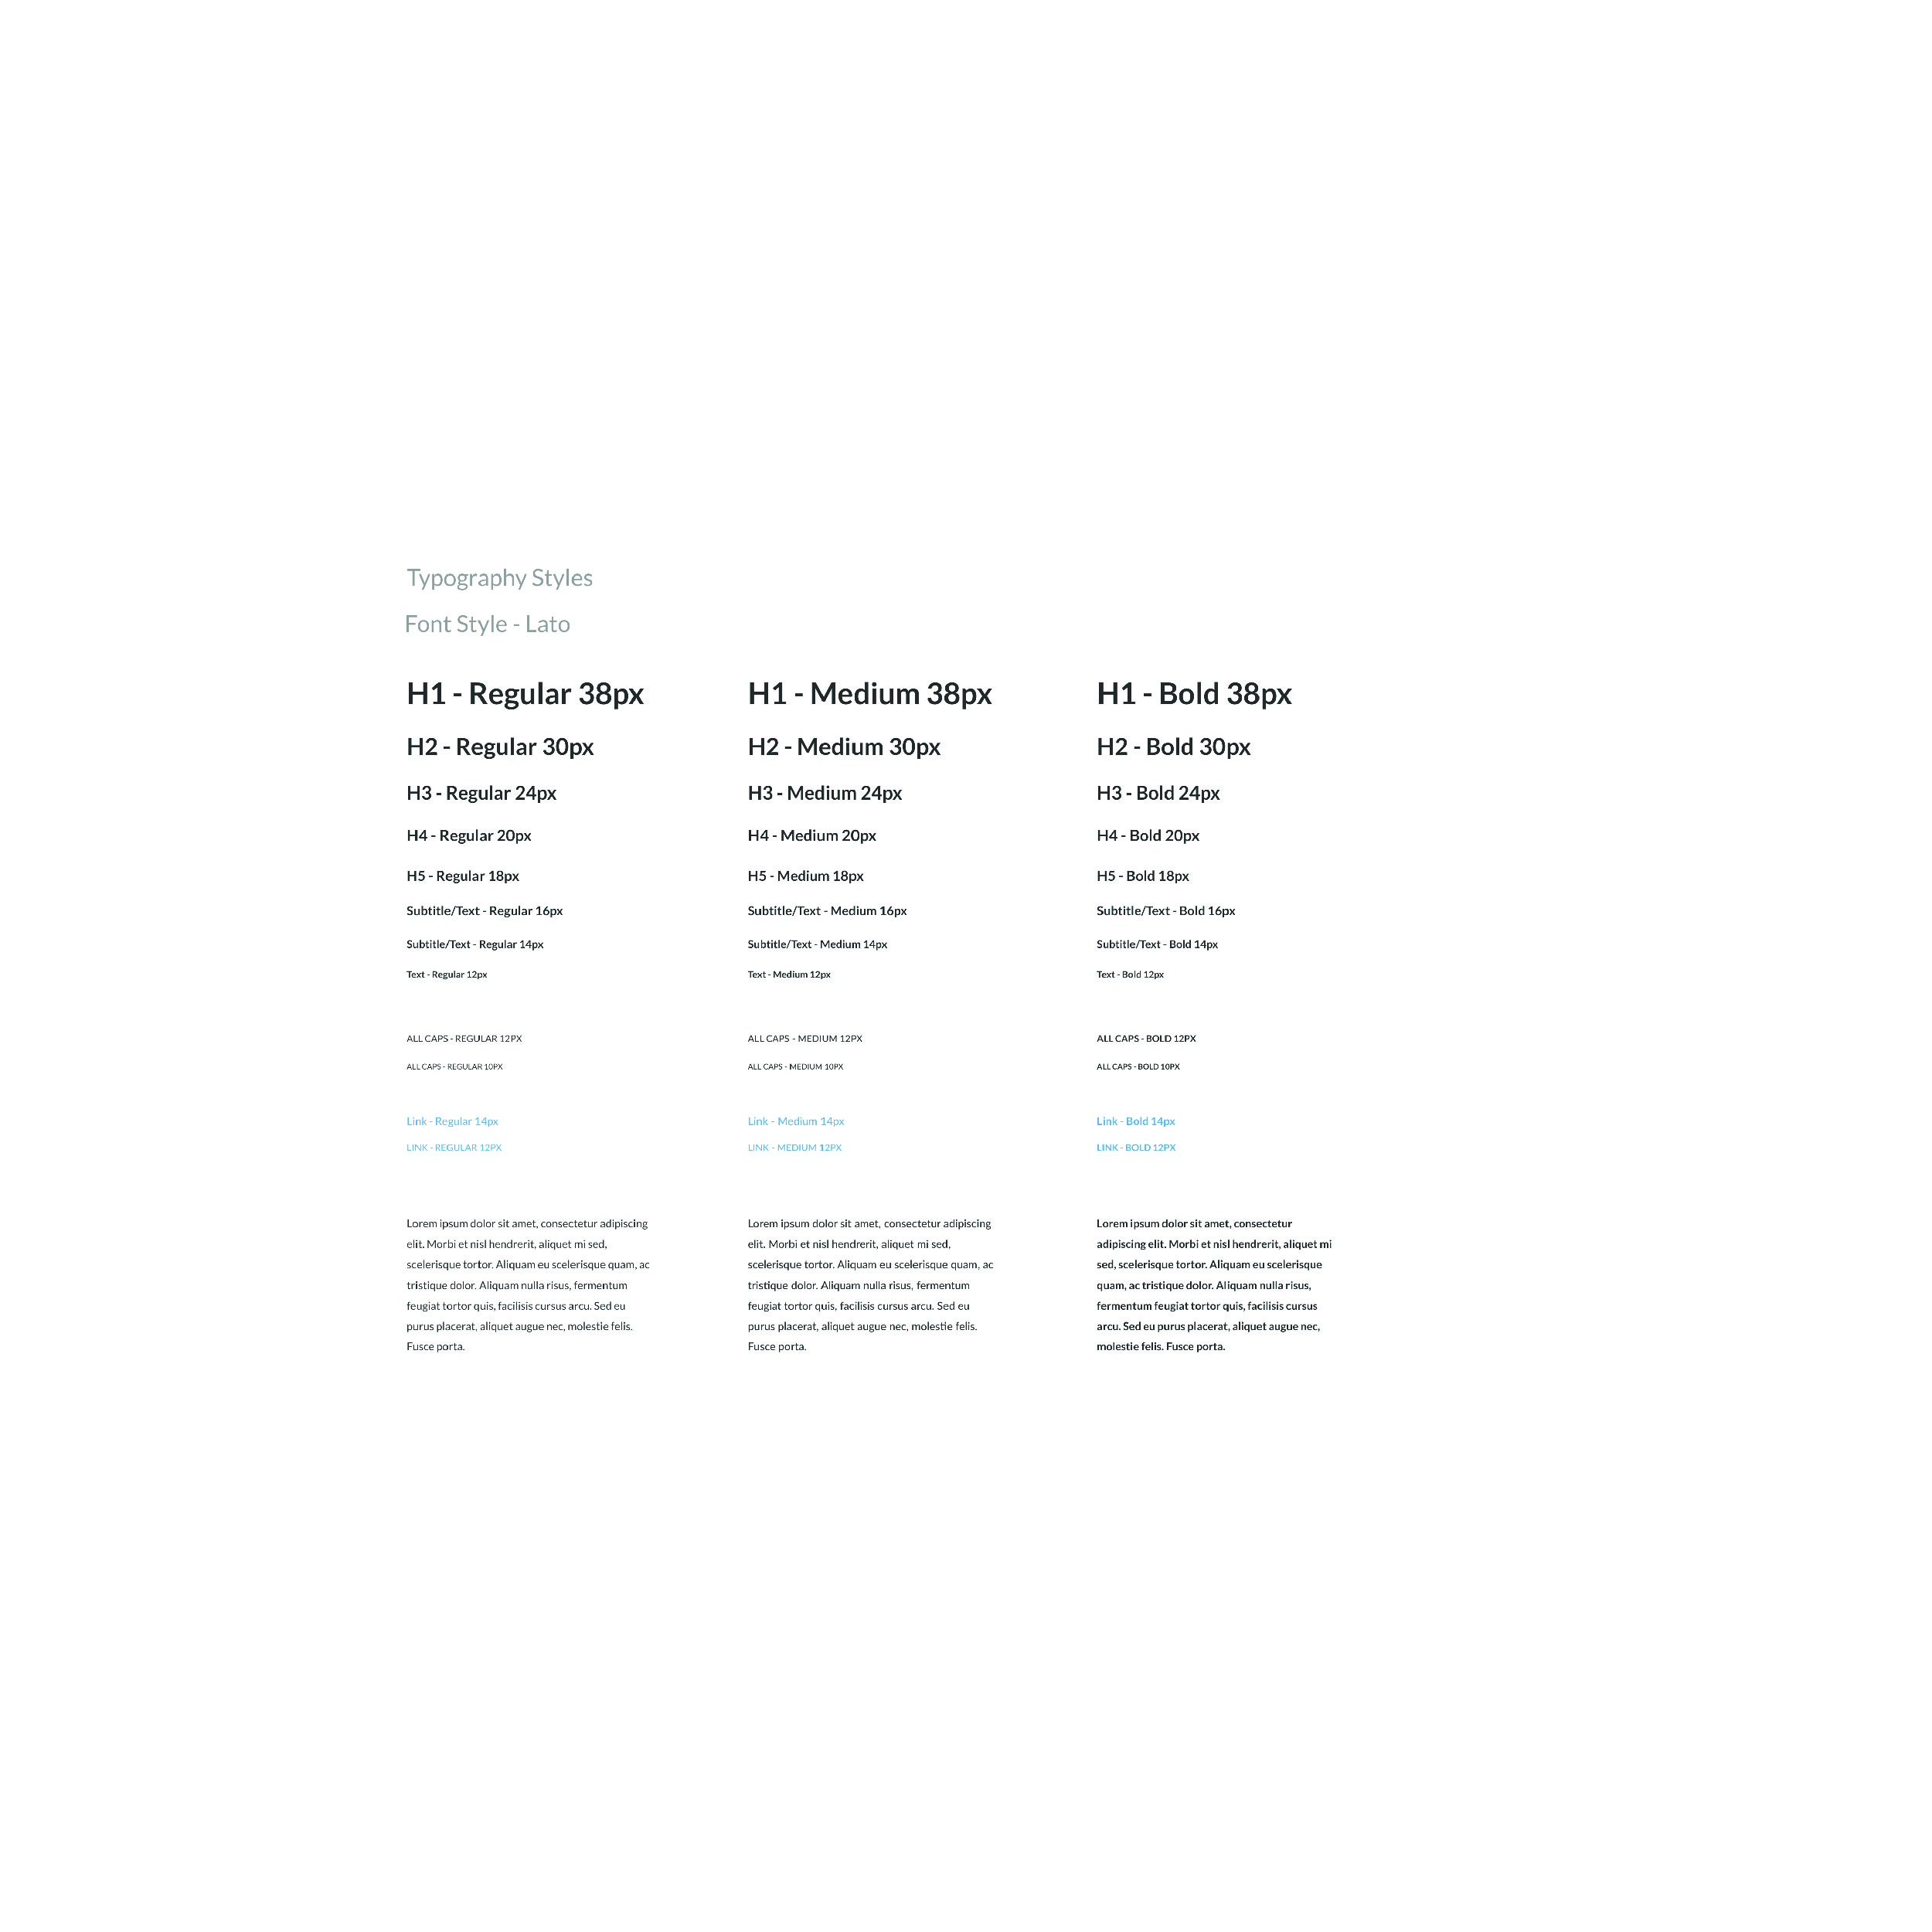 Typography Styles
Font Style - Lato
H1 - Regular 38px
H2 - Regular 30px
H3 - Regular 24px
H4 - Regular 20px
H5 - Regular 18px
Subtitle/Text - Regular 16px
Subtitle/Text - Regular 14px
Text - Regular 12px
ALL CAPS - REGULAR 12PX
ALL CAPS - REGULAR 10PX
Link - Regular 14px
LINK - REGULAR 12PX
Lorem ipsum dolor sit amet, consectetur adipiscing
elit. Morbi et nisl hendrerit, aliquet mi sed,
scelerisque tortor. Aliquam eu scelerisque quam, ac
tristique dolor. Aliquam nulla risus, fermentum
feugiat tortor quis, facilisis cursus arcu. Sed eu
purus placerat, aliquet augue nec, molestie felis.
Fusce porta.
H1 - Medium 38px
H2 - Medium 30px
H3 - Medium 24px
H4 - Medium 20px
H5 - Medium 18px
Subtitle/Text - Medium 16px
Subtitle/Text - Medium 14px
Text - Medium 12px
ALL CAPS - MEDIUM 12PX
ALL CAPS - MEDIUM 10PX
Link - Medium 14px
LINK - MEDIUM 12PX
Lorem ipsum dolor sit amet, consectetur adipiscing
elit. Morbi et nisl hendrerit, aliquet mi sed,
scelerisque tortor. Aliquam eu scelerisque quam, ac
tristique dolor. Aliquam nulla risus, fermentum
feugiat tortor quis, facilisis cursus arcu. Sed eu
purus placerat, aliquet augue nec, molestie felis.
Fusce porta.
H1 - Bold 38px
H2 - Bold 30px
H3 - Bold 24px
H4 - Bold 20px
H5 - Bold 18px
Subtitle/Text - Bold 16px
Subtitle/Text - Bold 14px
Text - Bold 12px
ALL CAPS - BOLD 12PX
ALL CAPS - BOLD 10PX
Link - Bold 14px
LINK - BOLD 12PX
Lorem ipsum dolor sit amet, consectetur
adipiscing elit. Morbi et nisl hendrerit, aliquet mi
sed, scelerisque tortor. Aliquam eu scelerisque
quam, ac tristique dolor. Aliquam nulla risus,
fermentum feugiat tortor quis, facilisis cursus
arcu. Sed eu purus placerat, aliquet augue nec,
molestie felis. Fusce porta.